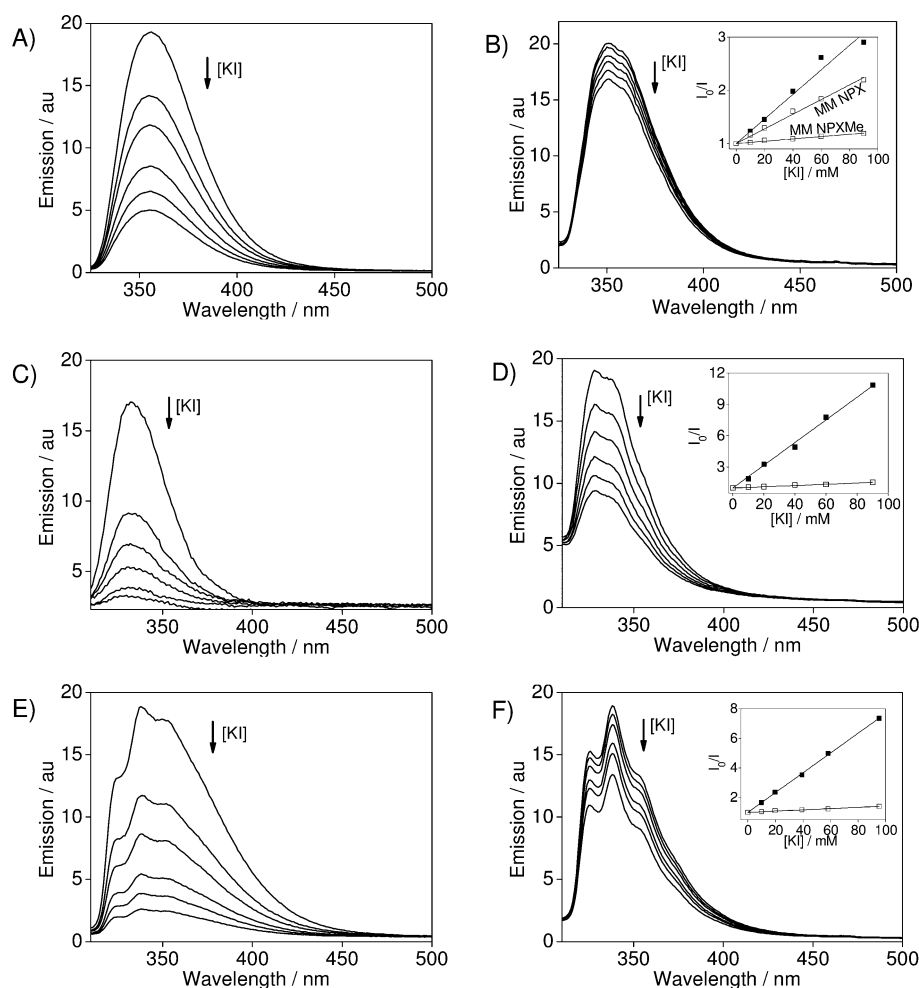 A)
20
15
10
5
0
[KI]
Emission / au
350
400
450
500
Wavelength / nm
B)
20
15
10
5
0
[KI]
Emission / au
350
400
450
500
Wavelength / nm
3
2
1
I0/I
MM NPX
MM NPXMe
0
20
40
60
80
100
[KI] / mM
C)
20
15
10
5
[KI]
Emission / au
350
400
450
500
Wavelength / nm
D)
20
15
10
5
0
[KI]
Emission / au
350
400
450
500
Wavelength / nm
12
9
6
3
I0/I
0
20
40
60
80
100
[KI] / mM
E)
20
15
10
5
0
[KI]
Emission / au
350
400
450
500
Wavelength / nm
F)
20
15
10
5
0
[KI]
Emission / au
350
400
450
500
Wavelength / nm
8
6
4
2
I0/I
0
20
40
60
80
100
[KI] / mM